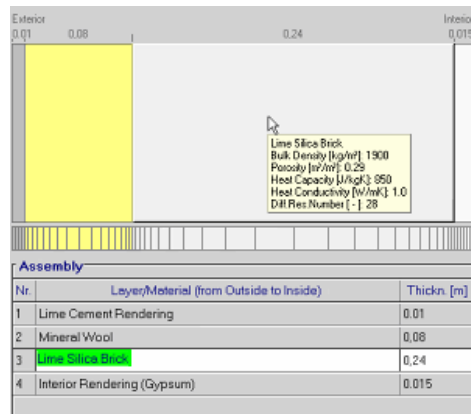 Exterior Interior
0.01 0,08 0,24 0,015
Lime Silica Brick
Bulk Density [kg/m³]: 1900
Porosity [m³/m³]: 0.29
Heat Capacity [J/kgK]: 850
Heat Conductivity [W/mK]: 1.0
Diff.Res.Number [ - ]: 28
Assembly
Nr. Layer/Material (from Outside to Inside) Thickn. [m]
1 Lime Cement Rendering 0.01
2 Mineral Wool 0,08
3 Lime Silica Brick 0,24
4 Interior Rendering (Gypsum) 0.015